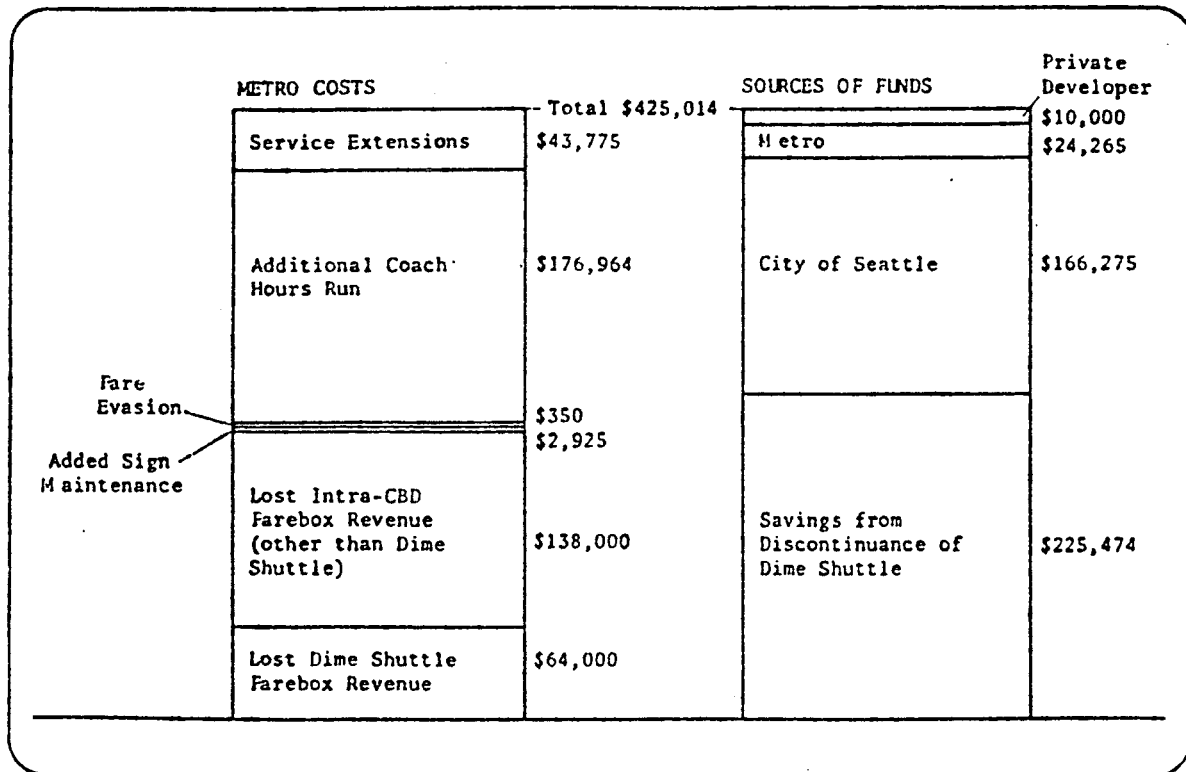 METRO COSTS
Total $425,014
SOURCES OF FUNDS
Private
Developer
$10,000
Service Extensions
$43,775
Metro
$24,265
Additional Coach
Hours Run
$176,964
City of Seattle
$166,275
Fare
Evasion
$350
Added Sign
Maintenance
$2,925
Lost Intra-CBD
Farebox Revenue
(other than Dime
Shuttle)
$138,000
Savings from
Discontinuance of
Dime Shuttle
$225,474
Lost Dime Shuttle
Farebox Revenue
$64,000